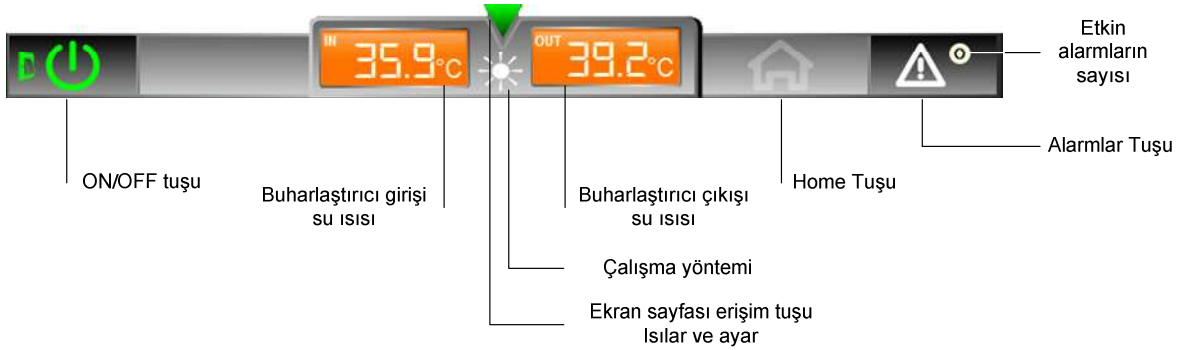 IN
35.9°C
OUT
39.2°C
Etkin
alarmların
sayısı
Alarmlar Tuşu
ON/OFF tuşu
Buharlaştırıcı girişi
su ısısı
Buharlaştırıcı çıkışı
su ısısı
Home Tuşu
Çalışma yöntemi
Ekran sayfası erişim tuşu
Isılar ve ayar